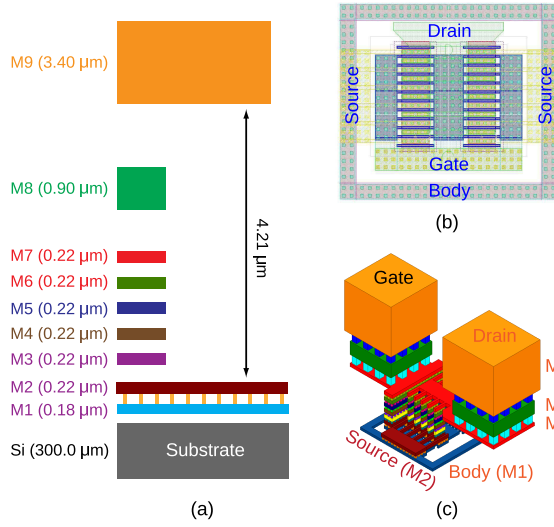 M9 (3.40 μm)
M8 (0.90 μm)
4.21 μm
M7 (0.22 μm)
M6 (0.22 μm)
M5 (0.22 μm)
M4 (0.22 μm)
M3 (0.22 μm)
M2 (0.22 μm)
M1 (0.18 μm)
Si (300.0 μm)
Substrate
(a)
Drain
Source
Source
Gate
Body
(b)
Gate
Drain
M
M
M
Source (M2)
Body (M1)
(c)